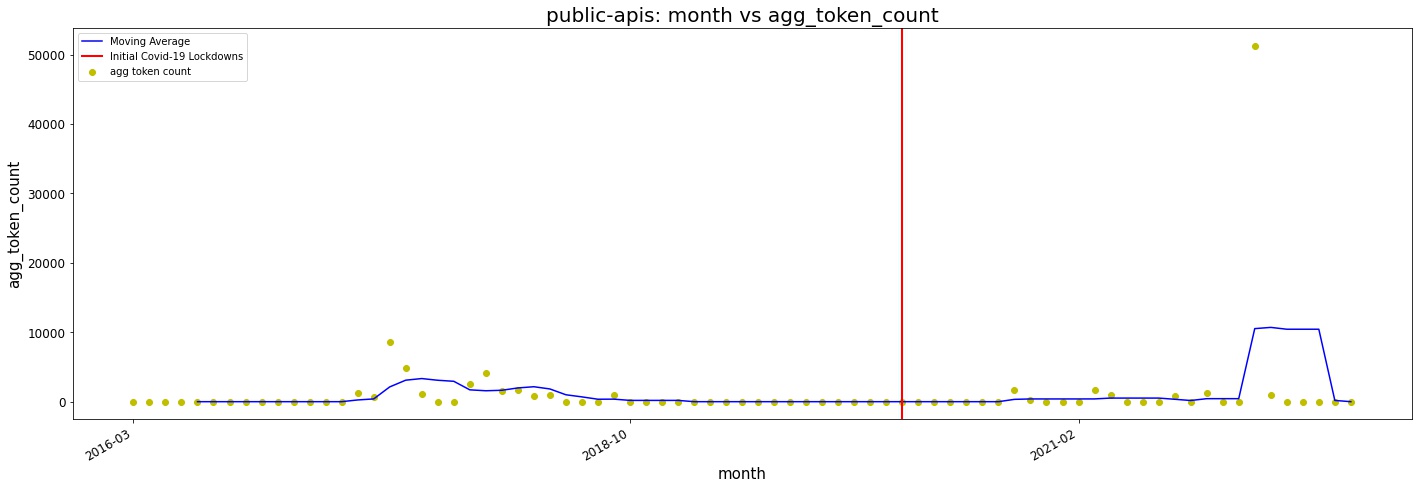 public-apis: month vs agg_token_count
Moving Average
Initial Covid-19 Lockdowns
agg token count
agg_token_count
50000
40000
30000
20000
10000
0
2016-03
2018-10
2021-02
month